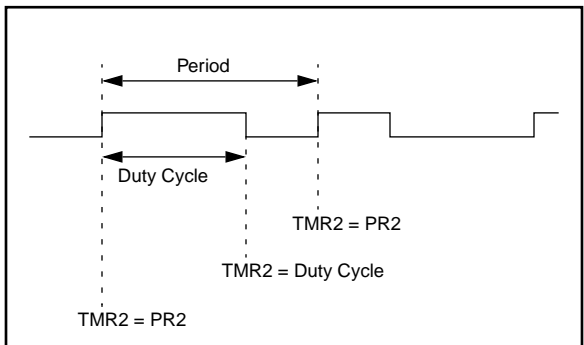 Period
Duty Cycle
TMR2 = PR2
TMR2 = Duty Cycle
TMR2 = PR2